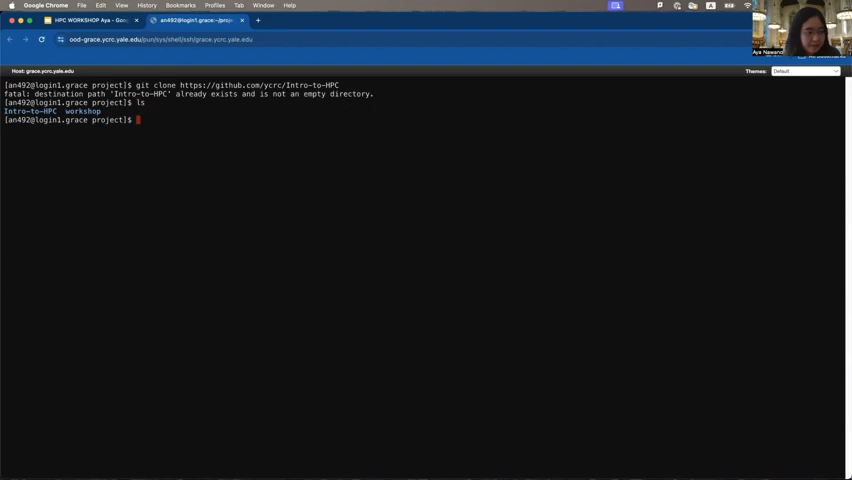 Google Chrome File Edit View History Bookmarks Profiles Tab Window Help
HPC WORKSHOP Aya - Goog
an492@login1.grace:~/proje
ood-grace.ycrc.yale.edu/pun/sys/shell/ssh/grace.ycrc.yale.edu
Aya Nawano
Host: grace.ycrc.yale.edu
Themes: Default
[an492@login1.grace project]$ git clone https://github.com/ycrc/Intro-to-HPC
fatal: destination path 'Intro-to-HPC' already exists and is not an empty directory.
[an492@login1.grace project]$ ls
Intro-to-HPC workshop
[an492@login1.grace project]$